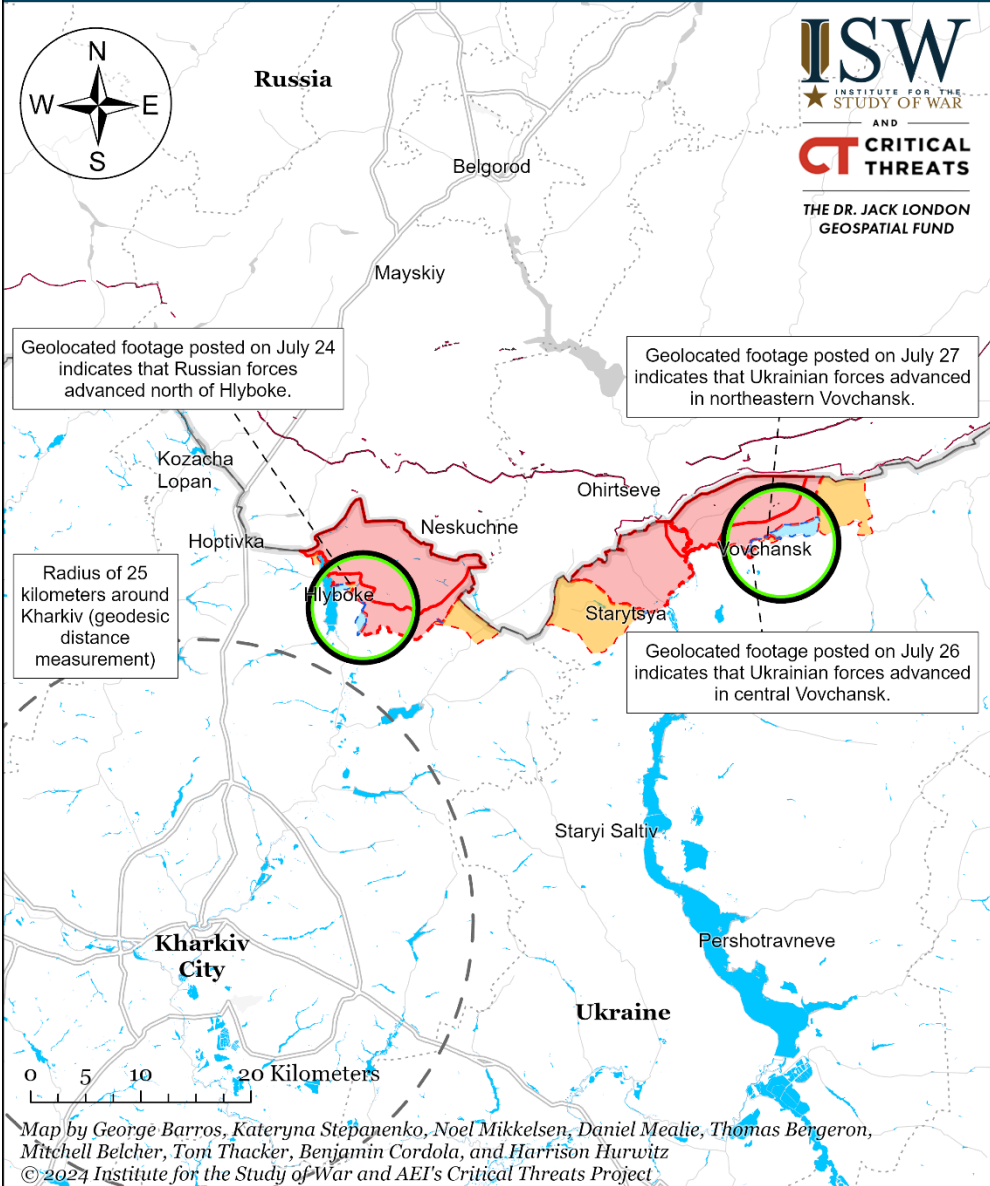 N
W
E
S
Russia
ISW
INSTITUTE FOR THE
STUDY OF WAR
AND
CT CRITICAL
THREATS
THE DR. JACK LONDON
GEOSPATIAL FUND
Belgorod
Mayskiy
Geolocated footage posted on July 24
indicates that Russian forces
advanced north of Hlyboke.
Geolocated footage posted on July 27
indicates that Ukrainian forces advanced
in northeastern Vovchansk.
Kozacha
Lopan
Ohirtseve
Neskuchne
Hoptivka
Vovchansk
Radius of 25
kilometers around
Kharkiv (geodesic
distance
measurement)
Hlyboke
Starytsya
Geolocated footage posted on July 26
indicates that Ukrainian forces advanced
in central Vovchansk.
Staryi Saltiv
Pershotravneve
Kharkiv
City
Ukraine
0 5 10 20 Kilometers
Map by George Barros, Kateryna Stepanenko, Noel Mikkelsen, Daniel Mealie, Thomas Bergeron,
Mitchell Belcher, Tom Thacker, Benjamin Cordola, and Harrison Hurwitz
© 2024 Institute for the Study of War and AEI's Critical Threats Project